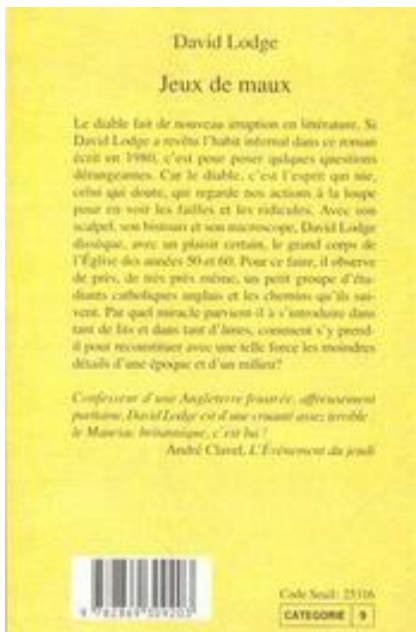 David Lodge
Jeux de maux
Le diable fait de nouveau irruption en littérature. Si
David Lodge a revêtu l'habit infernal dans ce roman
écrit en 1980, c'est pour poser quelques questions
dérangeantes. Car le diable, c'est l'esprit qui nie,
celui qui doute, qui regarde nos actions à la loupe
pour en voir les failles et les ridicules. Avec son
scalpel, son bistouri et son microscope, David Lodge
dissèque, avec un plaisir certain, le grand corps de
l'Église des années 50 et 60. Pour ce faire, il observe
de près, de très près même, un petit groupe d'étu-
diants catholiques anglais et les chemins qu'ils sui-
vent. Par quel miracle parvient-il à s'introduire dans
tant de lits et dans tant d'âmes, comment s'y prend-
il pour reconstituer avec une telle force les moindres
détails d'une époque et d'un milieu?
Confesseur d'une Angleterre frustrée, affreusement
puritaine, David Lodge est d'une cruauté assez terrible
le Mauriac britannique, c'est lui !
André Clavel, L'Événement du jeudi
9 782869 309203
Code Seuil: 25316
CATEGORIE 9